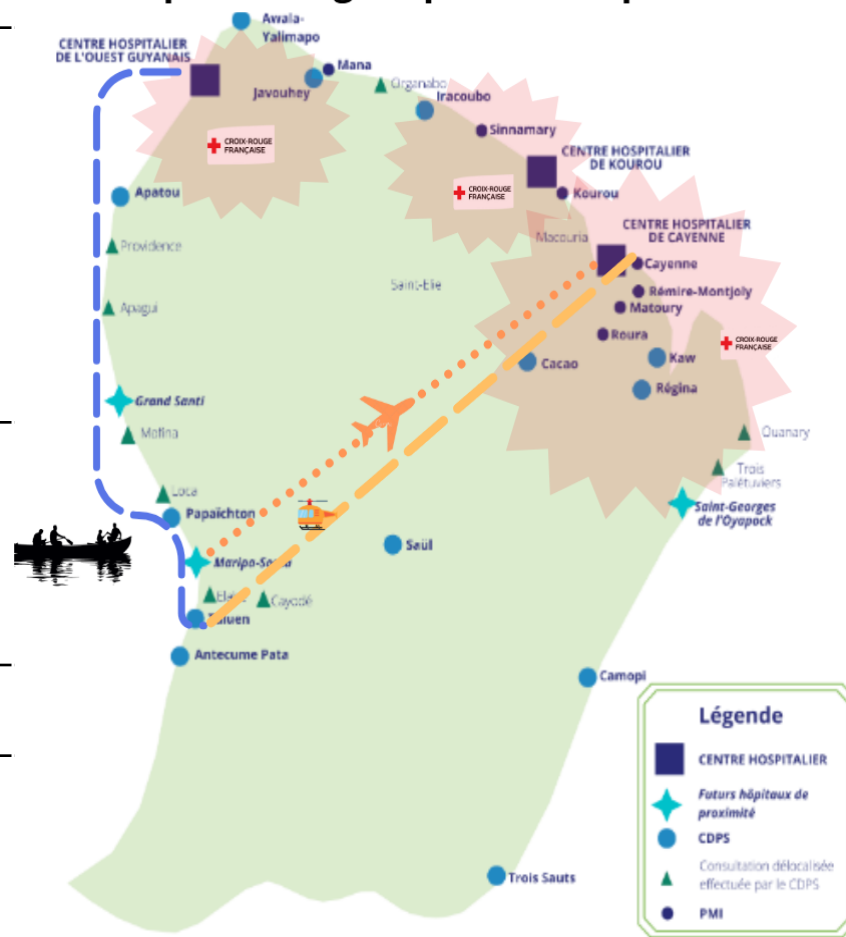 Awala-
Yalimapo
CENTRE HOSPITALIER
DE L'OUEST GUYANAIS
Mana
Javouhey
Organabo
Iracoubo
Sinnamary
CROIX-ROUGE
FRANÇAISE
CENTRE HOSPITALIER
DE KOUROU
CROIX-ROUGE
FRANÇAISE
Kourou
Apatou
CENTRE HOSPITALIER
DE CAYENNE
Macouria
Providence
Cayenne
Saint-Elie
Rémire-Montjoly
Apagui
Matoury
Roura
CROIX-ROUGE
FRANÇAISE
Cacao
Kaw
Régina
Grand Santi
Mofina
Ouanary
Trois
Palétuviers
Loca
Papaïchton
Saint-Georges
de l'Oyapock
Saül
Cayodé
Antecume Pata
Camopi
Légende
CENTRE HOSPITALIER
Futurs hôpitaux de
proximité
CDPS
Consultation délocalisée
effectuée par le CDPS
PMI
Trois Sauts